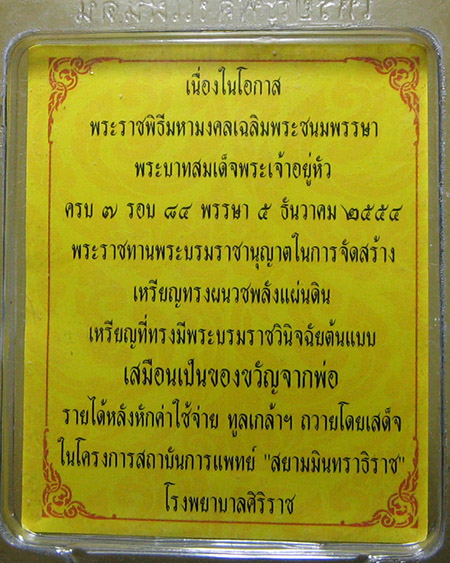 เนื่องในโอกาส
พระราชพิธีมหามงคลเฉลิมพระชนมพรรษา
พระบาทสมเด็จพระเจ้าอยู่หัว
ครบ ๗ รอบ ๘๔ พรรษา ๕ ธันวาคม ๒๕๕๔
พระราชทานพระบรมราชานุญาตในการจัดสร้าง
เหรียญทรงผนวชพลังแผ่นดิน
เหรียญที่ทรงมีพระบรมราชวินิจฉัยต้นแบบ
เสมือนเป็นของขวัญจากพ่อ
รายได้หลังหักค่าใช้จ่าย ทูลเกล้าฯ ถวายโดยเสด็จ
ในโครงการสถาบันการแพทย์ "สยามมินทราธิราช"
โรงพยาบาลศิริราช